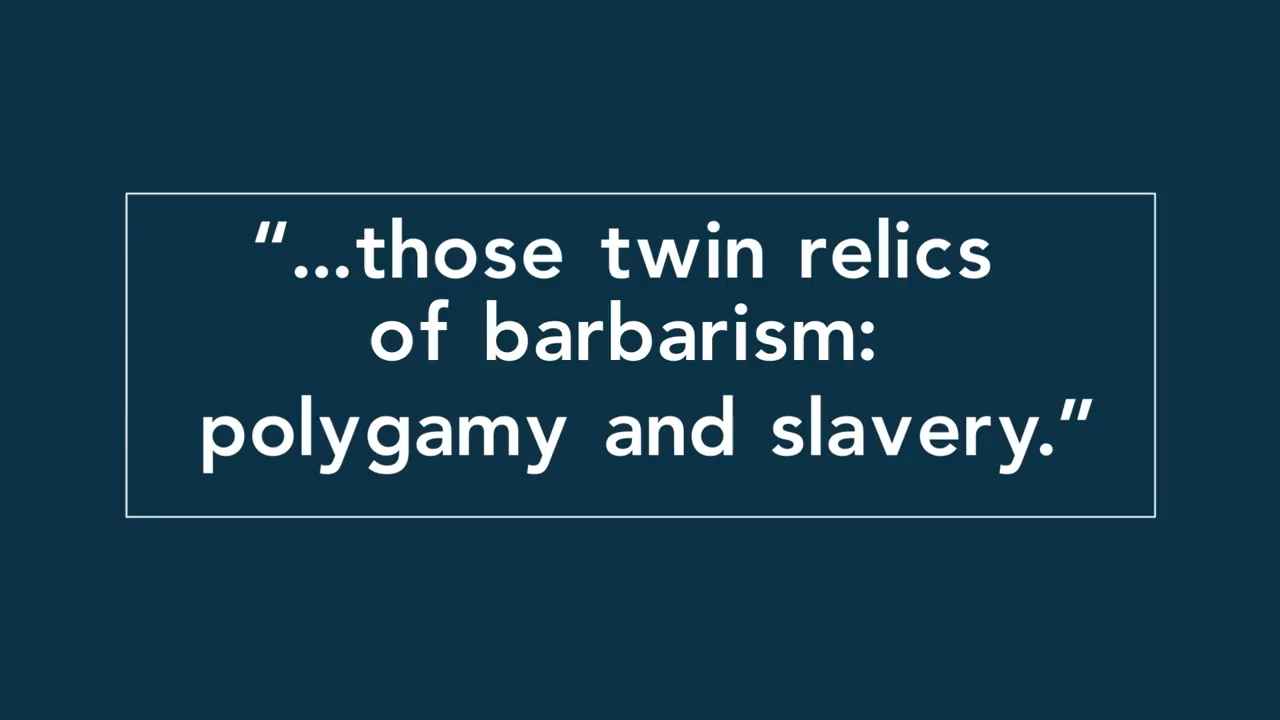 “...those twin relics
of barbarism:
polygamy and slavery.”